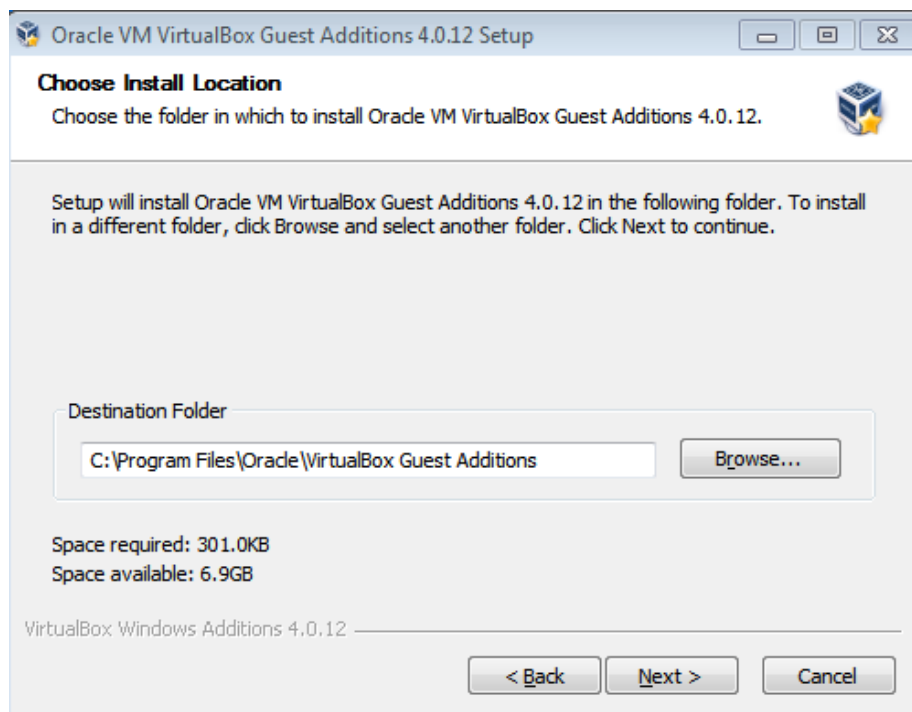 Oracle VM VirtualBox Guest Additions 4.0.12 Setup
Choose Install Location
Choose the folder in which to install Oracle VM VirtualBox Guest Additions 4.0.12.
Setup will install Oracle VM VirtualBox Guest Additions 4.0.12 in the following folder. To install
in a different folder, click Browse and select another folder. Click Next to continue.
Destination Folder
C:\Program Files\Oracle\VirtualBox Guest Additions
Browse...
Space required: 301.0KB
Space available: 6.9GB
VirtualBox Windows Additions 4.0.12
< Back Next > Cancel